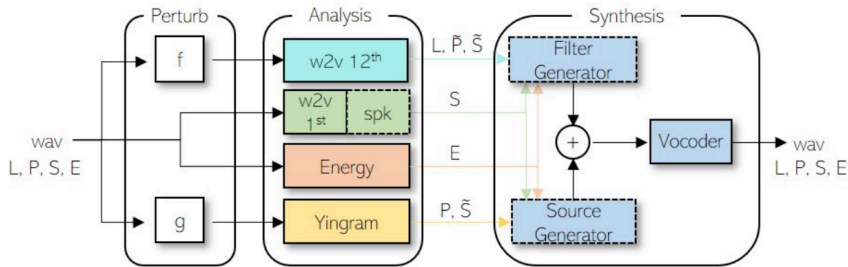 Perturb
Analysis
Synthesis
f
w2v 12th
L, P̃, S̃
Filter
Generator
w2v
1st
spk
S
wav
L, P, S, E
+
Vocoder
wav
L, P, S, E
Energy
E
g
Yingram
P, S̃
Source
Generator